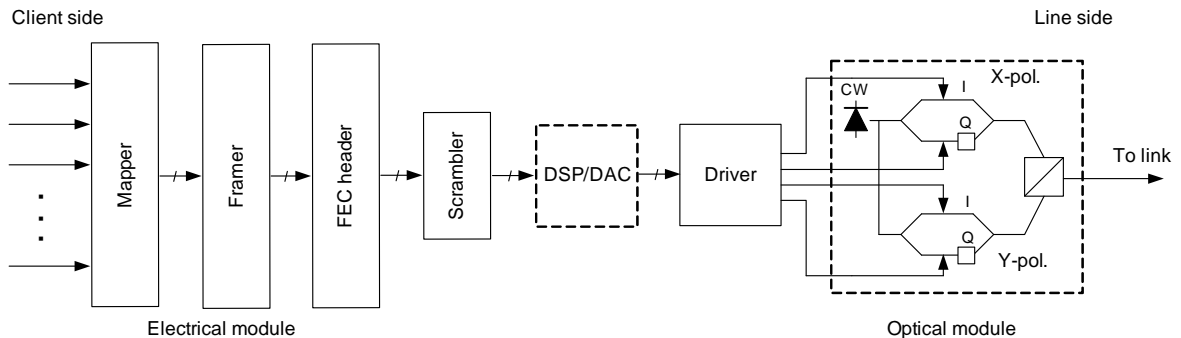 Client side
Line side
Mapper
Framer
FEC header
Scrambler
DSP/DAC
Driver
CW
I
Q
X-pol.
I
Q
Y-pol.
To link
Electrical module
Optical module